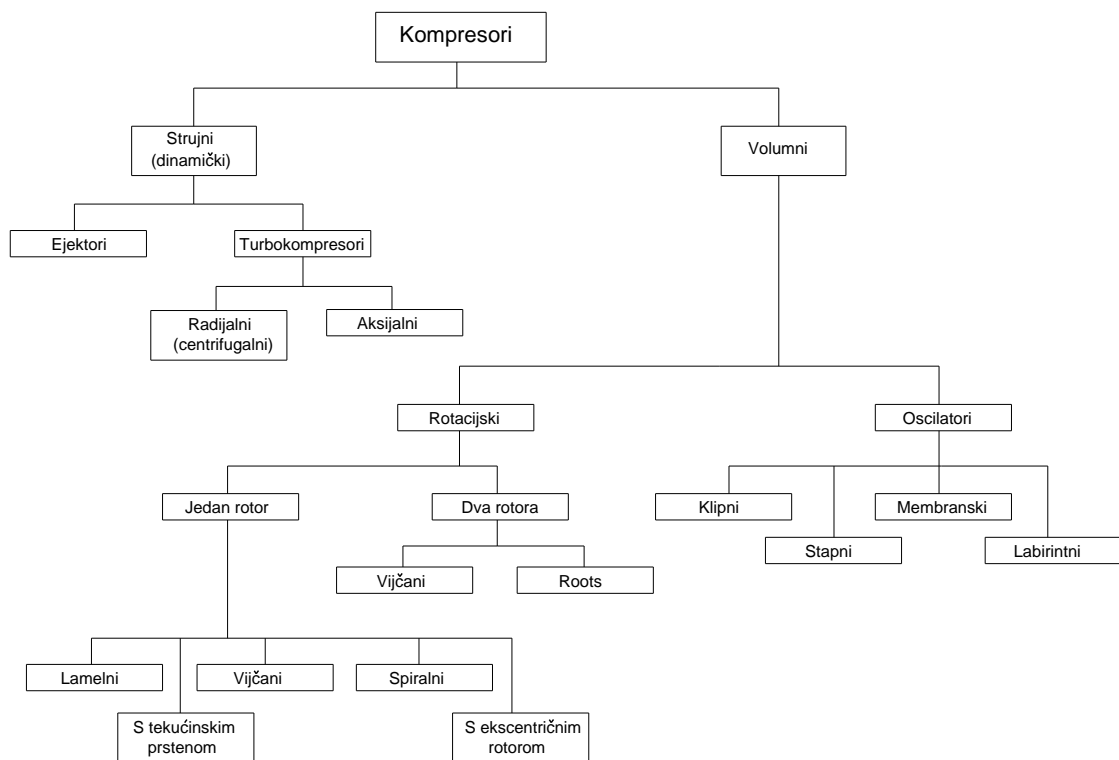 Kompresori
Strujni
(dinamički)
Volumni
Ejektori
Turbokompresori
Radijalni
(centrifugalni)
Aksijalni
Rotacijski
Oscilatori
Jedan rotor
Dva rotora
Klipni
Membranski
Stapni
Labirintni
Vijčani
Roots
Lamelni
Vijčani
Spiralni
S tekućinskim
prstenom
S ekscentričnim
rotorom